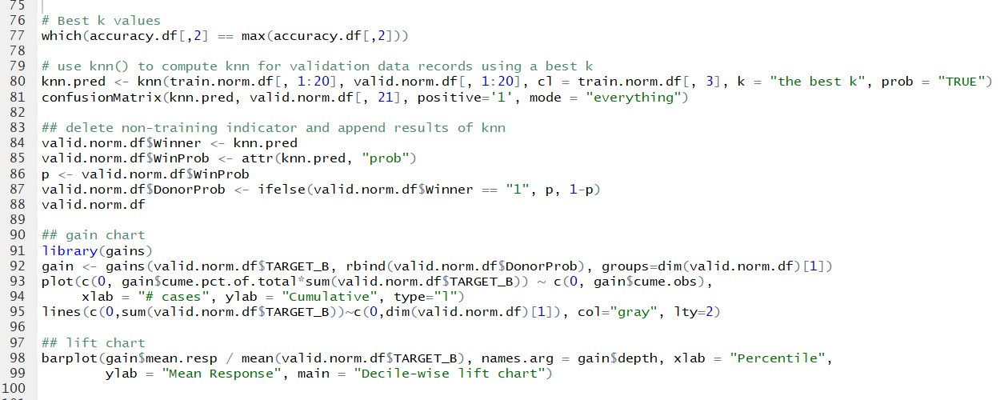 75
76 # Best k values
77 which(accuracy.df[,2] == max(accuracy.df[,2]))
78
79 # use knn() to compute knn for validation data records using a best k
80 knn.pred <- knn(train.norm.df[, 1:20], valid.norm.df[, 1:20], cl = train.norm.df[, 3], k = "the best k", prob = "TRUE")
81 confusionMatrix(knn.pred, valid.norm.df[, 21], positive='1', mode = "everything")
82
83 ## delete non-training indicator and append results of knn
84 valid.norm.df$Winner <- knn.pred
85 valid.norm.df$WinProb <- attr(knn.pred, "prob")
86 p <- valid.norm.df$WinProb
87 valid.norm.df$DonorProb <- ifelse(valid.norm.df$Winner == "1", p, 1-p)
88 valid.norm.df
89
90 ## gain chart
91 library(gains)
92 gain <- gains(valid.norm.df$TARGET_B, rbind(valid.norm.df$DonorProb), groups=dim(valid.norm.df)[1])
93 plot(c(0, gain$cume.pct.of.total*sum(valid.norm.df$TARGET_B)) ~ c(0, gain$cume.obs),
94      xlab = "# cases", ylab = "Cumulative", type="l")
95 lines(c(0,sum(valid.norm.df$TARGET_B))~c(0,dim(valid.norm.df)[1]), col="gray", lty=2)
96
97 ## lift chart
98 barplot(gain$mean.resp / mean(valid.norm.df$TARGET_B), names.arg = gain$depth, xlab = "Percentile",
99         ylab = "Mean Response", main = "Decile-wise lift chart")
100